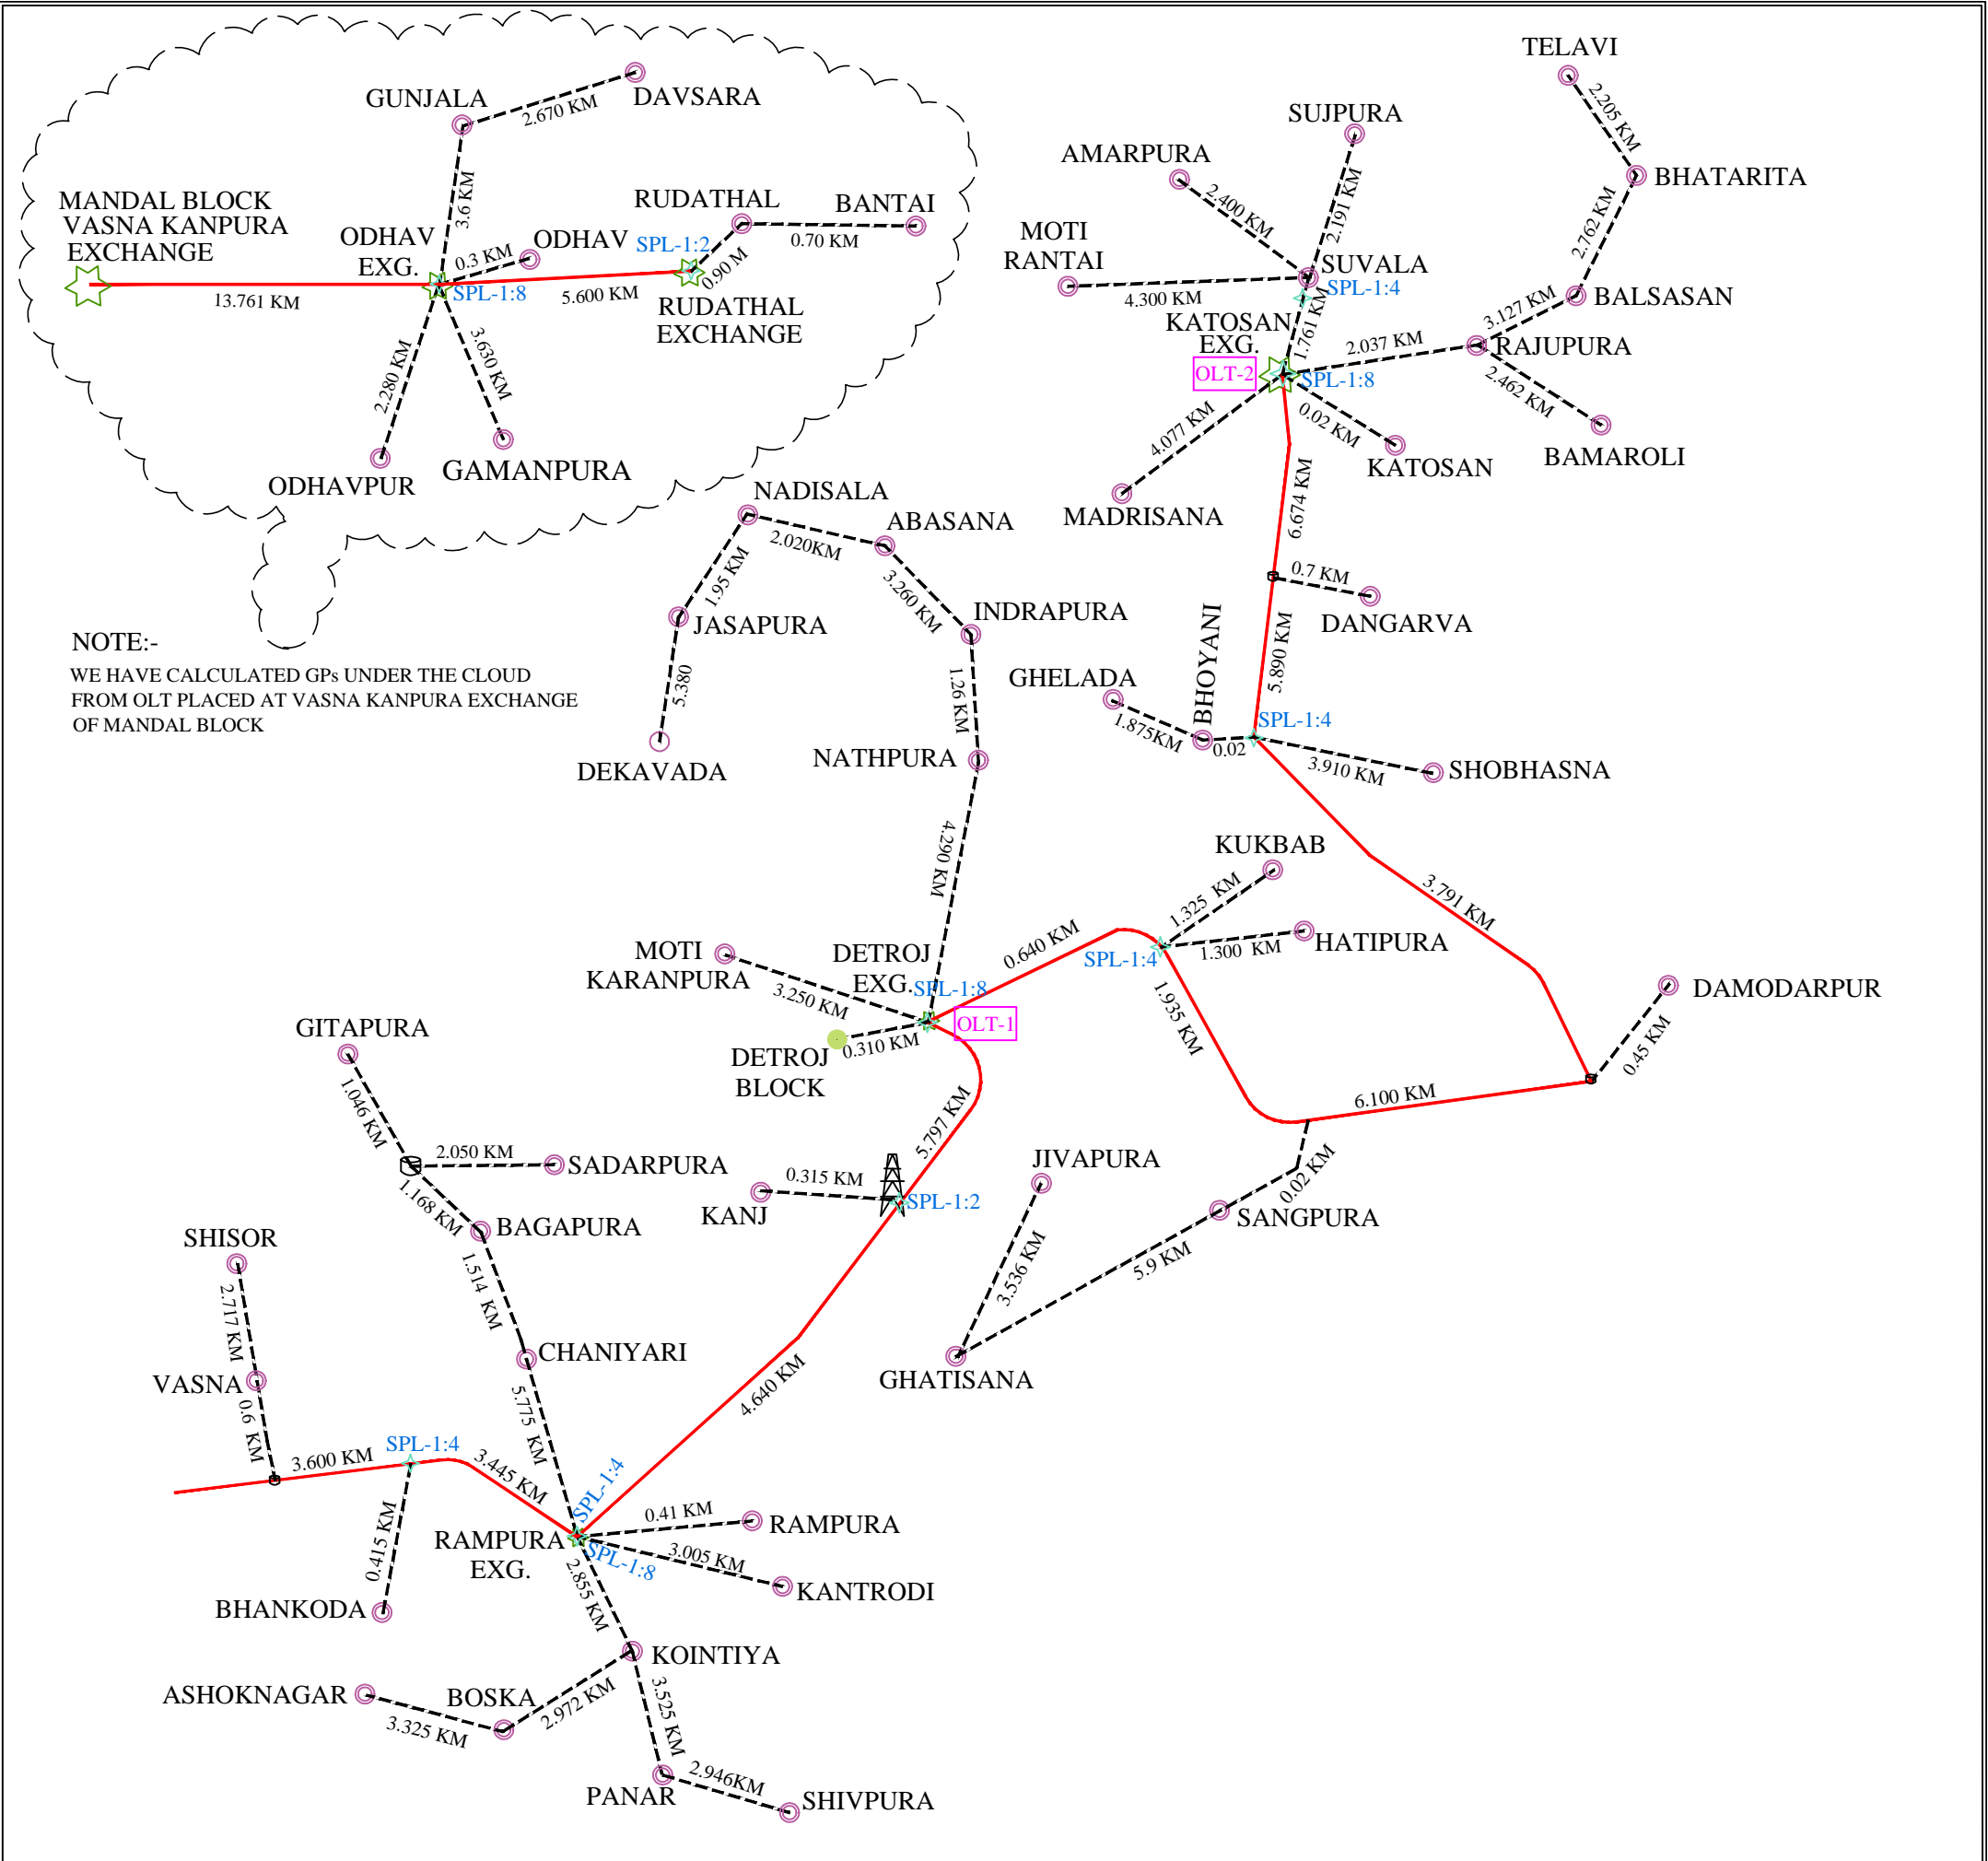 GUNJALA
DAVSARA
2.670 KM
3.6 KM
MANDAL BLOCK
VASNA KANPURA
EXCHANGE
13.761 KM
ODHAV
EXG.
SPL-1:8
0.3 KM
ODHAV
5.600 KM
RUDATHAL
SPL-1:2
0.90 M
BANTAI
0.70 KM
RUDATHAL
EXCHANGE
2.280 KM
3.630 KM
ODHAVPUR
GAMANPURA
NOTE:-
WE HAVE CALCULATED GPs UNDER THE CLOUD
FROM OLT PLACED AT VASNA KANPURA EXCHANGE
OF MANDAL BLOCK
TELAVI
2.205 KM
BHATARITA
2.762 KM
BALSASAN
3.127 KM
RAJUPURA
2.037 KM
2.462 KM
BAMAROLI
SUJPURA
2.191 KM
AMARPURA
2.400 KM
MOTI
RANTAI
4.300 KM
SUVALA
SPL-1:4
1.761 KM
KATOSAN
EXG.
OLT-2
SPL-1:8
0.02 KM
KATOSAN
4.077 KM
MADRISANA
6.674 KM
0.7 KM
DANGARVA
5.890 KM
BHOYANI
GHELADA
1.875KM
0.02
SPL-1:4
3.910 KM
SHOBHASNA
3.791 KM
NADISALA
2.020KM
ABASANA
1.95 KM
3.260 KM
JASAPURA
INDRAPURA
5.380
1.26 KM
DEKAVADA
NATHPURA
4.290 KM
KUKBAB
1.325 KM
HATIPURA
1.300 KM
SPL-1:4
0.640 KM
1.935 KM
MOTI
KARANPURA
3.250 KM
DETROJ
EXG.
SPL-1:8
OLT-1
DETROJ
BLOCK
0.310 KM
DAMODARPUR
0.45 KM
6.100 KM
5.797 KM
GITAPURA
1.046 KM
2.050 KM
SADARPURA
1.168 KM
BAGAPURA
1.514 KM
KANJ
0.315 KM
SPL-1:2
JIVAPURA
3.536 KM
0.02 KM
SANGPURA
5.9 KM
GHATISANA
SHISOR
2.717 KM
VASNA
0.6 KM
CHANIYARI
5.775 KM
4.640 KM
3.600 KM
SPL-1:4
3.445 KM
SPL-1:4
RAMPURA
EXG.
SPL-1:8
0.41 KM
RAMPURA
3.005 KM
KANTRODI
0.415 KM
BHANKODA
2.855 KM
KOINTIYA
ASHOKNAGAR
BOSKA
2.972 KM
3.325 KM
3.525 KM
PANAR
2.946KM
SHIVPURA